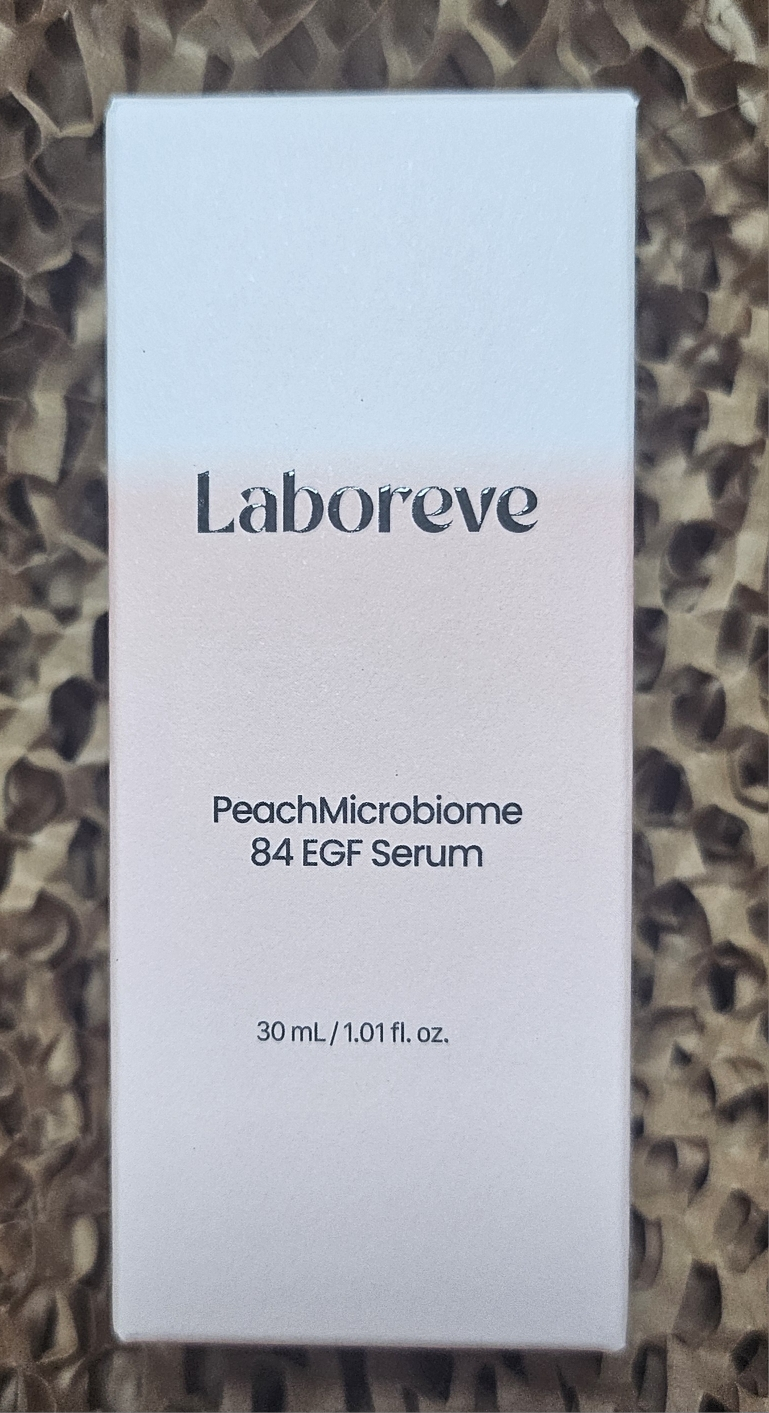 Laboreve
PeachMicrobiome
84 EGF Serum
30 mL / 1.01 fl. oz.